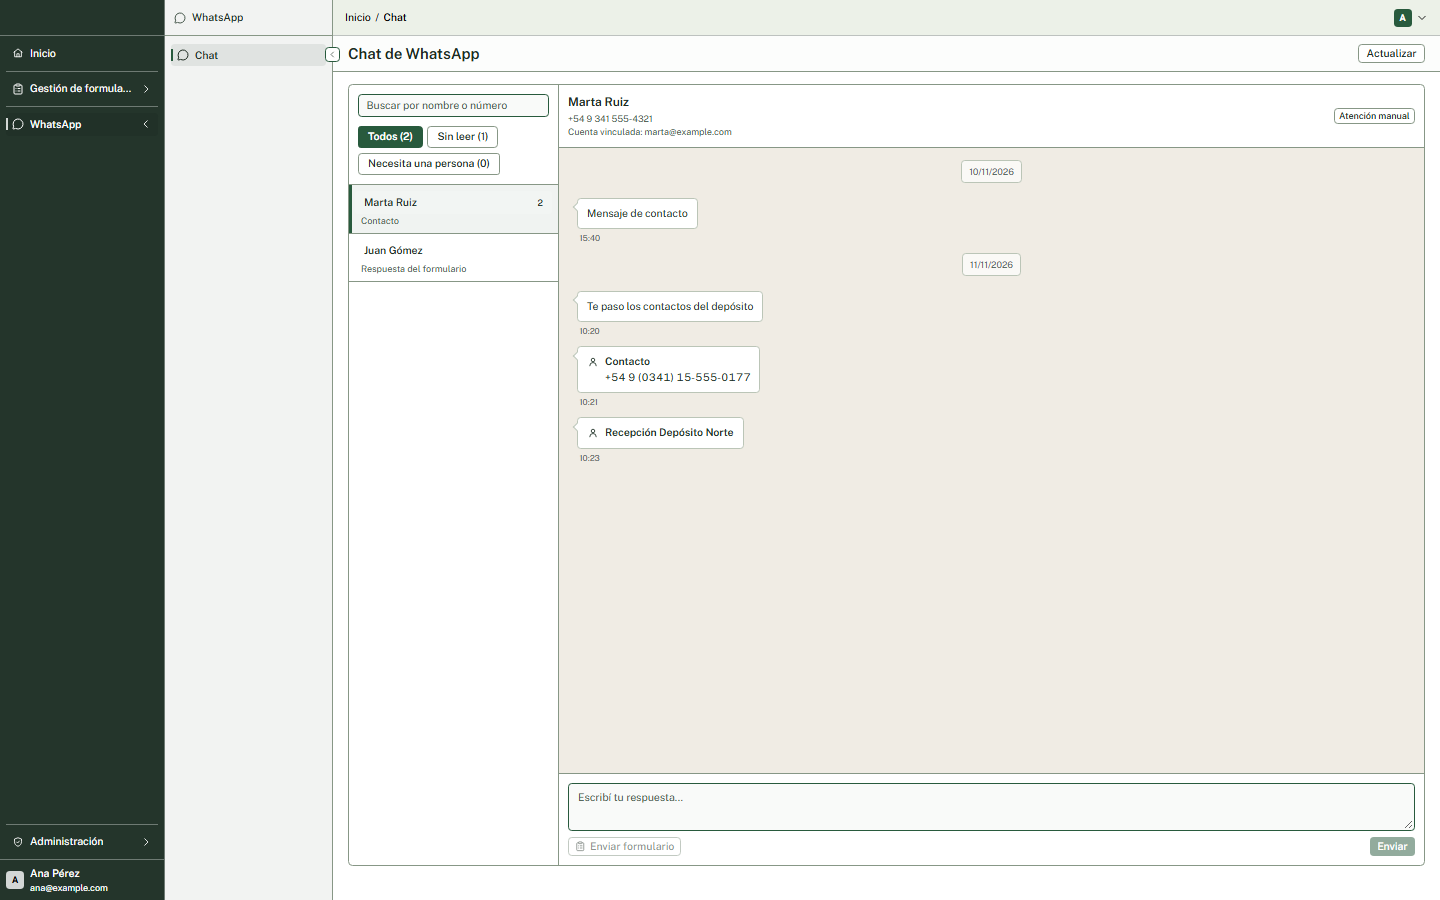 Inicio
Gestión de formula...
WhatsApp
Administración
A
Ana Pérez
ana@example.com
WhatsApp
Chat
Inicio / Chat
A
Chat de WhatsApp
Actualizar
Buscar por nombre o número
Todos (2)
Sin leer (1)
Necesita una persona (0)
Marta Ruiz
2
Contacto
Juan Gómez
Respuesta del formulario
Marta Ruiz
+54 9 341 555-4321
Cuenta vinculada: marta@example.com
Atención manual
10/11/2026
Mensaje de contacto
15:40
11/11/2026
Te paso los contactos del depósito
10:20
Contacto
+54 9 (0341) 15-555-0177
10:21
Recepción Depósito Norte
10:23
Escribí tu respuesta...
Enviar formulario
Enviar